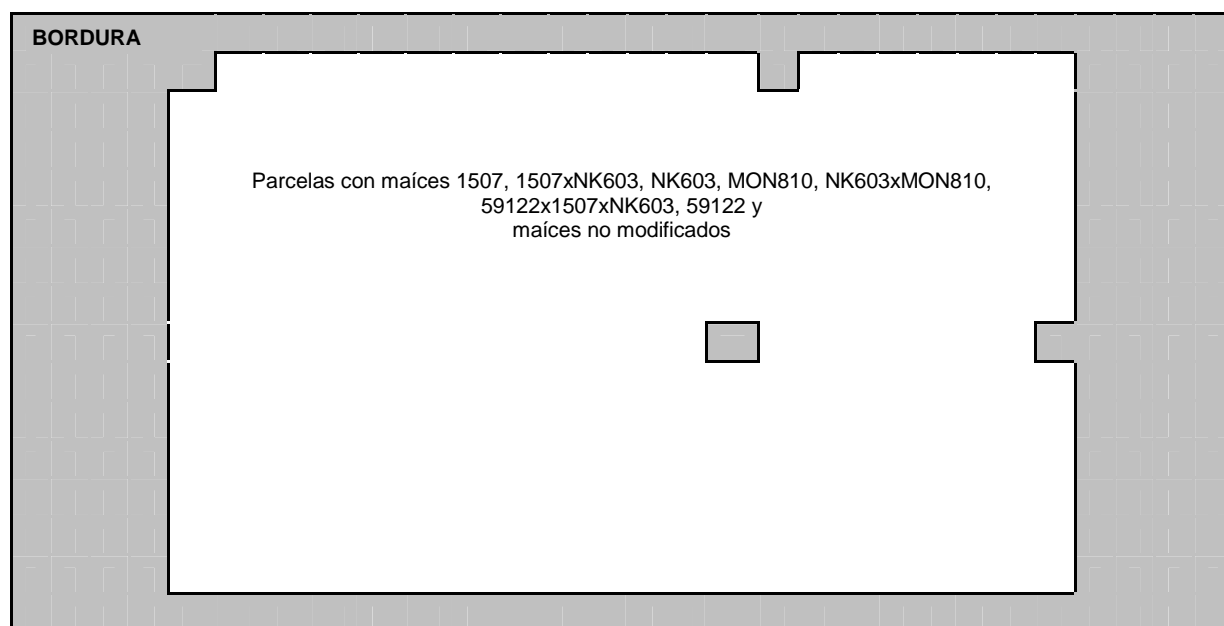 BORDURA
Parcelas con maíces 1507, 1507xNK603, NK603, MON810, NK603xMON810,
59122x1507xNK603, 59122 y
maíces no modificados